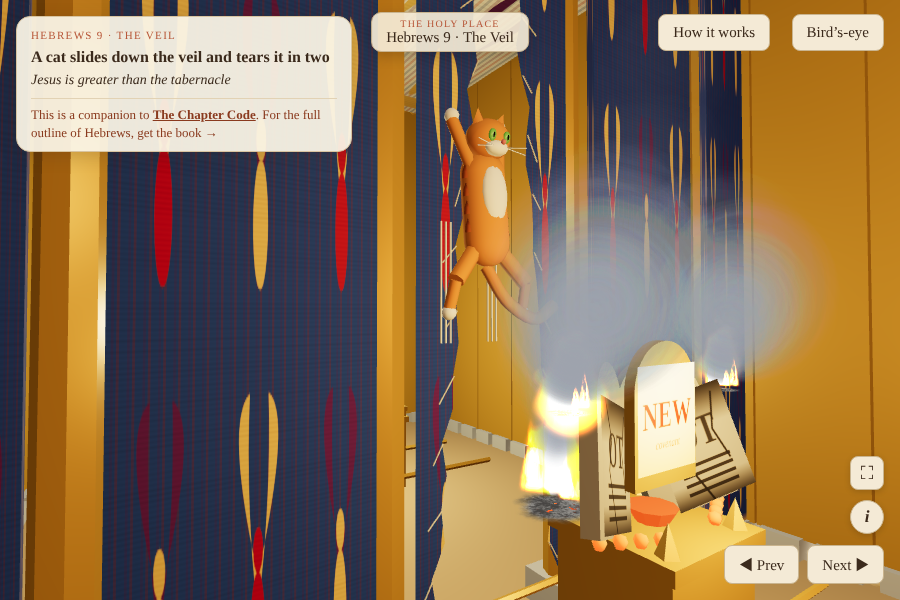 HEBREWS 9 · THE VEIL
A cat slides down the veil and tears it in two
Jesus is greater than the tabernacle
This is a companion to The Chapter Code. For the full
outline of Hebrews, get the book →
THE HOLY PLACE
Hebrews 9 · The Veil
How it works
Bird’s-eye
OT
NEW
i
◀ Prev
Next ▶